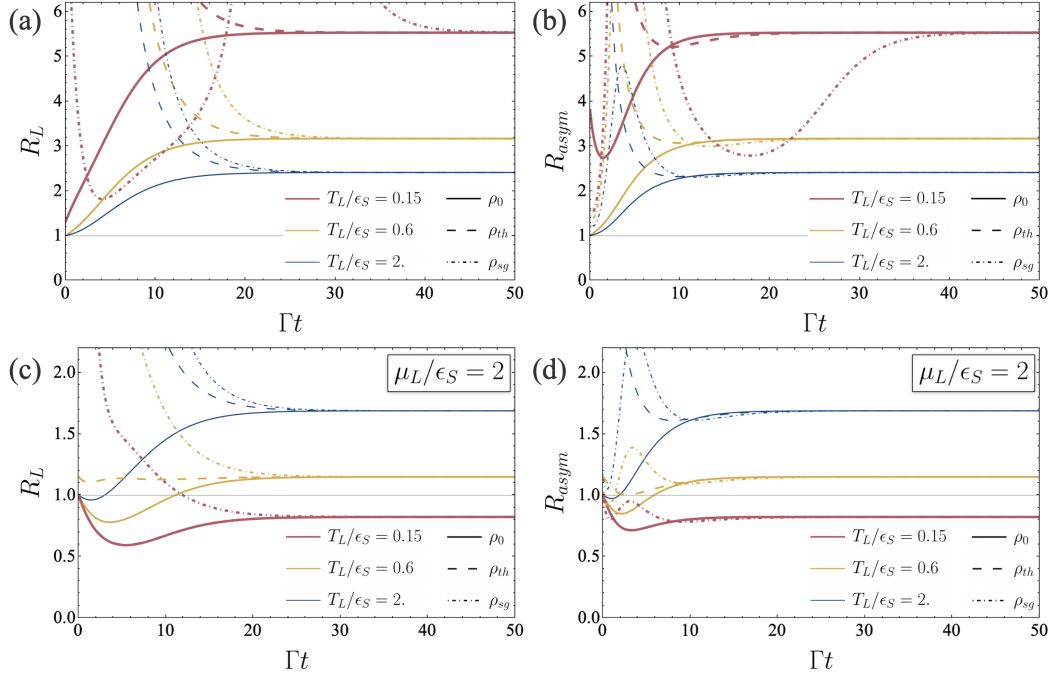 (a)
6
5
4
3
2
1
0
R_L
T_L/ϵ_S = 0.15
T_L/ϵ_S = 0.6
T_L/ϵ_S = 2.
ρ_0
ρ_th
ρ_sg
0 10 20 30 40 50
Γt
(b)
6
5
4
3
2
1
0
R_asym
T_L/ϵ_S = 0.15
T_L/ϵ_S = 0.6
T_L/ϵ_S = 2.
ρ_0
ρ_th
ρ_sg
0 10 20 30 40 50
Γt
(c)
μ_L/ϵ_S = 2
2.0
1.5
1.0
0.5
0.0
R_L
T_L/ϵ_S = 0.15
T_L/ϵ_S = 0.6
T_L/ϵ_S = 2.
ρ_0
ρ_th
ρ_sg
0 10 20 30 40 50
Γt
(d)
μ_L/ϵ_S = 2
2.0
1.5
1.0
0.5
0.0
R_asym
T_L/ϵ_S = 0.15
T_L/ϵ_S = 0.6
T_L/ϵ_S = 2.
ρ_0
ρ_th
ρ_sg
0 10 20 30 40 50
Γt